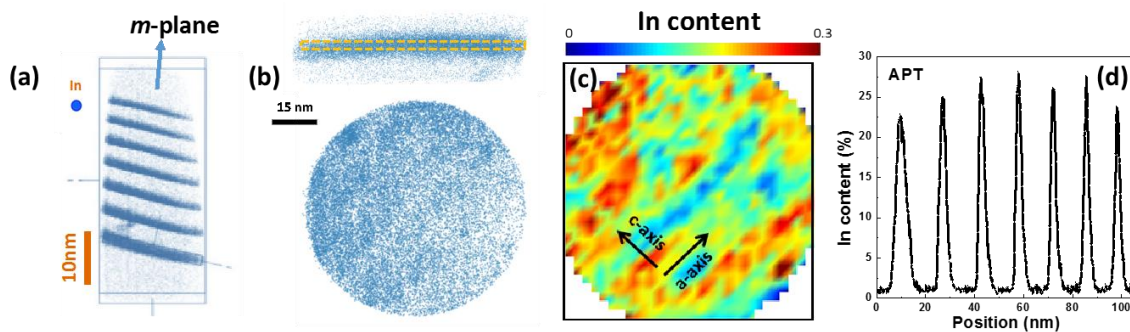 (a)
m-plane
In
10nm
(b)
15 nm
In content
0
0.3
(c)
c-axis
a-axis
(d)
APT
In content (%)
30
25
20
15
10
5
0
0 20 40 60 80 100
Position (nm)